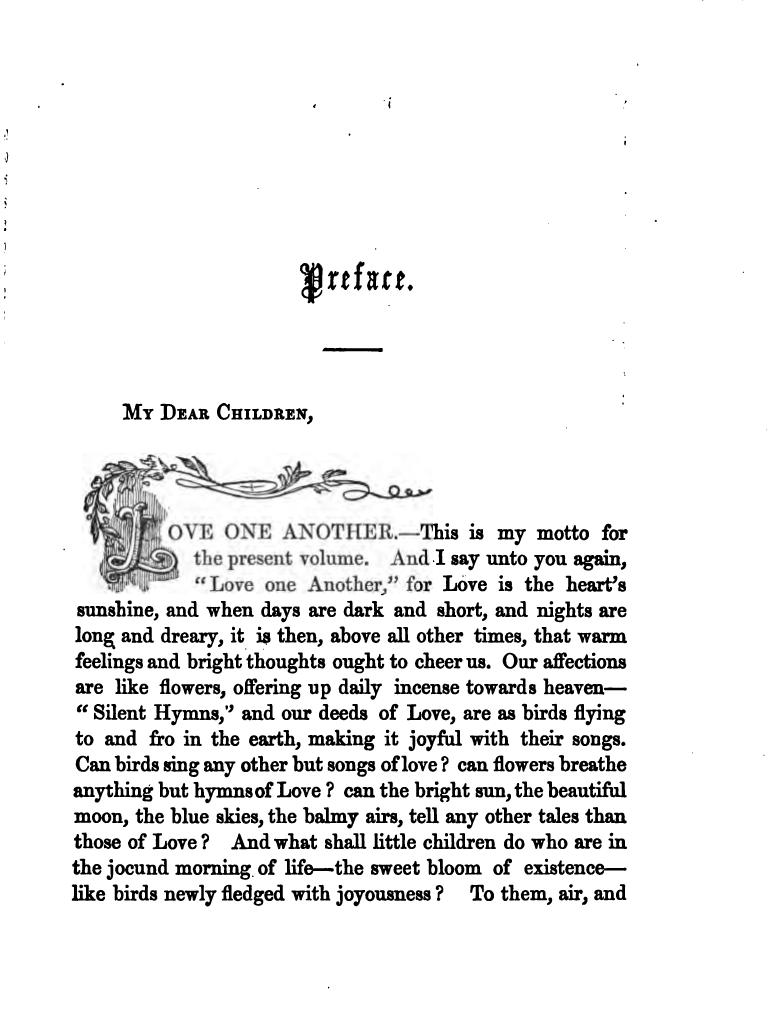 Preface.
My Dear Children,
LOVE ONE ANOTHER.—This is my motto for
the present volume. And I say unto you again,
"Love one Another," for Love is the heart's
sunshine, and when days are dark and short, and nights are
long and dreary, it is then, above all other times, that warm
feelings and bright thoughts ought to cheer us. Our affections
are like flowers, offering up daily incense towards heaven—
"Silent Hymns," and our deeds of Love, are as birds flying
to and fro in the earth, making it joyful with their songs.
Can birds sing any other but songs of love? can flowers breathe
anything but hymns of Love? can the bright sun, the beautiful
moon, the blue skies, the balmy airs, tell any other tales than
those of Love? And what shall little children do who are in
the jocund morning of life—the sweet bloom of existence—
like birds newly fledged with joyousness? To them, air, and